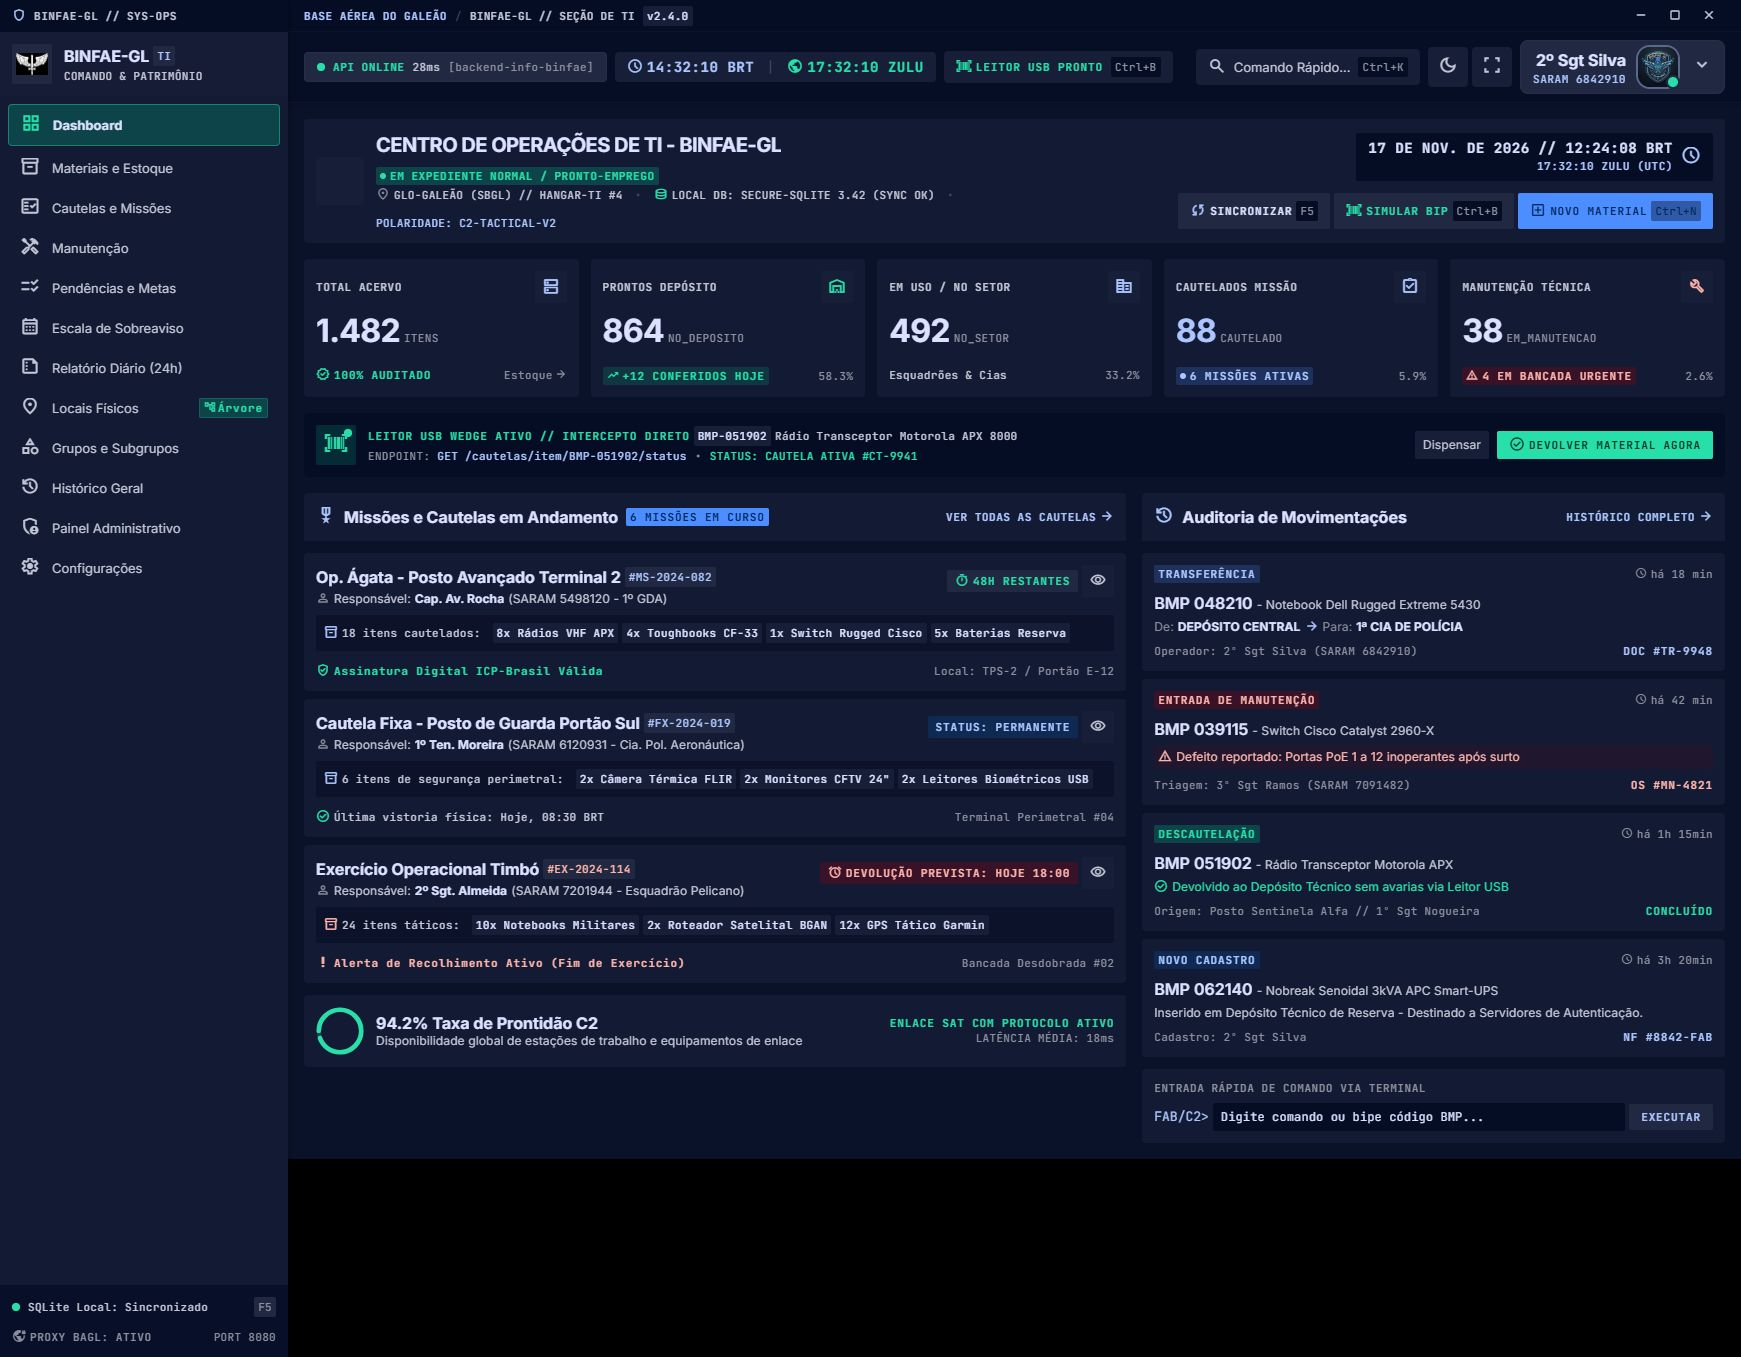 BINFAE-GL // SYS-OPS
BASE AÉREA DO GALEÃO / BINFAE-GL // SEÇÃO DE TI v2.4.0
BINFAE-GL TI
COMANDO & PATRIMÔNIO
Dashboard
Materiais e Estoque
Cautelas e Missões
Manutenção
Pendências e Metas
Escala de Sobreaviso
Relatório Diário (24h)
Locais Físicos Árvore
Grupos e Subgrupos
Histórico Geral
Painel Administrativo
Configurações
SQLite Local: Sincronizado F5
PROXY BAGL: ATIVO PORT 8080
API ONLINE 28ms [backend-info-binfae]
14:32:10 BRT | 17:32:10 ZULU
LEITOR USB PRONTO Ctrl+B
Comando Rápido... Ctrl+K
2º Sgt Silva
SARAM 6842910
CENTRO DE OPERAÇÕES DE TI - BINFAE-GL
EM EXPEDIENTE NORMAL / PRONTO-EMPREGO
GLO-GALEÃO (SBGL) // HANGAR-TI #4 • LOCAL DB: SECURE-SQLITE 3.42 (SYNC OK) •
POLARIDADE: C2-TACTICAL-V2
17 DE NOV. DE 2026 // 12:24:08 BRT
17:32:10 ZULU (UTC)
SINCRONIZAR F5
SIMULAR BIP Ctrl+B
NOVO MATERIAL Ctrl+N
TOTAL ACERVO
1.482 ITENS
100% AUDITADO Estoque
PRONTOS DEPÓSITO
864 NO_DEPOSITO
+12 CONFERIDOS HOJE 58.3%
EM USO / NO SETOR
492 NO_SETOR
Esquadrões & Cias 33.2%
CAUTELADOS MISSÃO
88 CAUTELADO
6 MISSÕES ATIVAS 5.9%
MANUTENÇÃO TÉCNICA
38 EM_MANUTENCAO
4 EM BANCADA URGENTE 2.6%
LEITOR USB WEDGE ATIVO // INTERCEPTO DIRETO BMP-051902 Rádio Transceptor Motorola APX 8000
ENDPOINT: GET /cautelas/item/BMP-051902/status • STATUS: CAUTELA ATIVA #CT-9941
Dispensar
DEVOLVER MATERIAL AGORA
Missões e Cautelas em Andamento 6 MISSÕES EM CURSO
VER TODAS AS CAUTELAS
Op. Ágata - Posto Avançado Terminal 2 #MS-2024-082
48H RESTANTES
Responsável: Cap. Av. Rocha (SARAM 5498120 - 1º GDA)
18 itens cautelados: 8x Rádios VHF APX 4x Toughbooks CF-33 1x Switch Rugged Cisco 5x Baterias Reserva
Assinatura Digital ICP-Brasil Válida
Local: TPS-2 / Portão E-12
Cautela Fixa - Posto de Guarda Portão Sul #FX-2024-019
STATUS: PERMANENTE
Responsável: 1º Ten. Moreira (SARAM 6120931 - Cia. Pol. Aeronáutica)
6 itens de segurança perimetral: 2x Câmera Térmica FLIR 2x Monitores CFTV 24" 2x Leitores Biométricos USB
Última vistoria física: Hoje, 08:30 BRT
Terminal Perimetral #04
Exercício Operacional Timbó #EX-2024-114
DEVOLUÇÃO PREVISTA: HOJE 18:00
Responsável: 2º Sgt. Almeida (SARAM 7201944 - Esquadrão Pelicano)
24 itens táticos: 10x Notebooks Militares 2x Roteador Satelital BGAN 12x GPS Tático Garmin
Alerta de Recolhimento Ativo (Fim de Exercício)
Bancada Desdobrada #02
94.2% Taxa de Prontidão C2
Disponibilidade global de estações de trabalho e equipamentos de enlace
ENLACE SAT COM PROTOCOLO ATIVO
LATÊNCIA MÉDIA: 18ms
Auditoria de Movimentações
HISTÓRICO COMPLETO
TRANSFERÊNCIA há 18 min
BMP 048210 - Notebook Dell Rugged Extreme 5430
De: DEPÓSITO CENTRAL → Para: 1ª CIA DE POLÍCIA
Operador: 2° Sgt Silva (SARAM 6842910) DOC #TR-9948
ENTRADA DE MANUTENÇÃO há 42 min
BMP 039115 - Switch Cisco Catalyst 2960-X
Defeito reportado: Portas PoE 1 a 12 inoperantes após surto
Triagem: 3° Sgt Ramos (SARAM 7091482) OS #MN-4821
DESCAUTELAÇÃO há 1h 15min
BMP 051902 - Rádio Transceptor Motorola APX
Devolvido ao Depósito Técnico sem avarias via Leitor USB
Origem: Posto Sentinela Alfa // 1° Sgt Nogueira CONCLUÍDO
NOVO CADASTRO há 3h 20min
BMP 062140 - Nobreak Senoidal 3kVA APC Smart-UPS
Inserido em Depósito Técnico de Reserva - Destinado a Servidores de Autenticação.
Cadastro: 2° Sgt Silva NF #8842-FAB
ENTRADA RÁPIDA DE COMANDO VIA TERMINAL
FAB/C2> Digite comando ou bipe código BMP... EXECUTAR